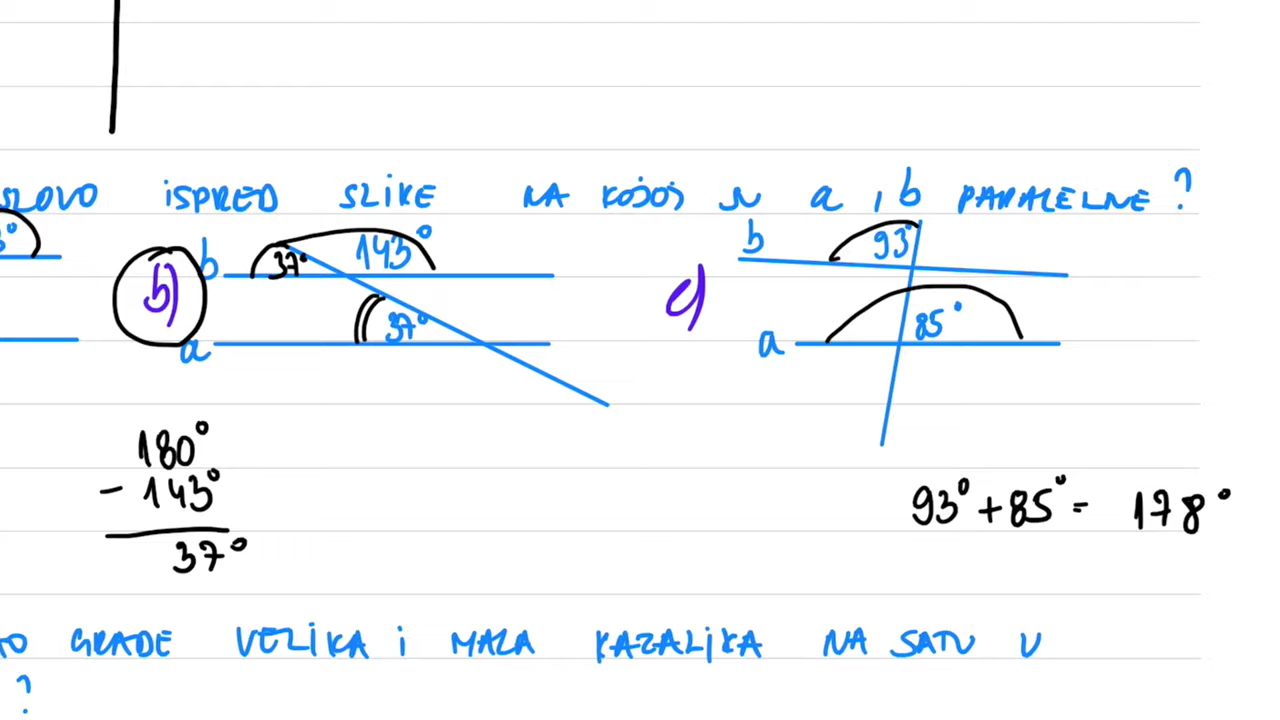 SLOVO ISPRED SLIKE NA KOJOJ SU a, b PARALELNE?
b) b 37° 143°
a 37°
c) b 93°
a 85°
180°
- 143°
37°
93° + 85° = 178°
GRADE VELIKA i MALA KAZALJKA NA SATU U
?